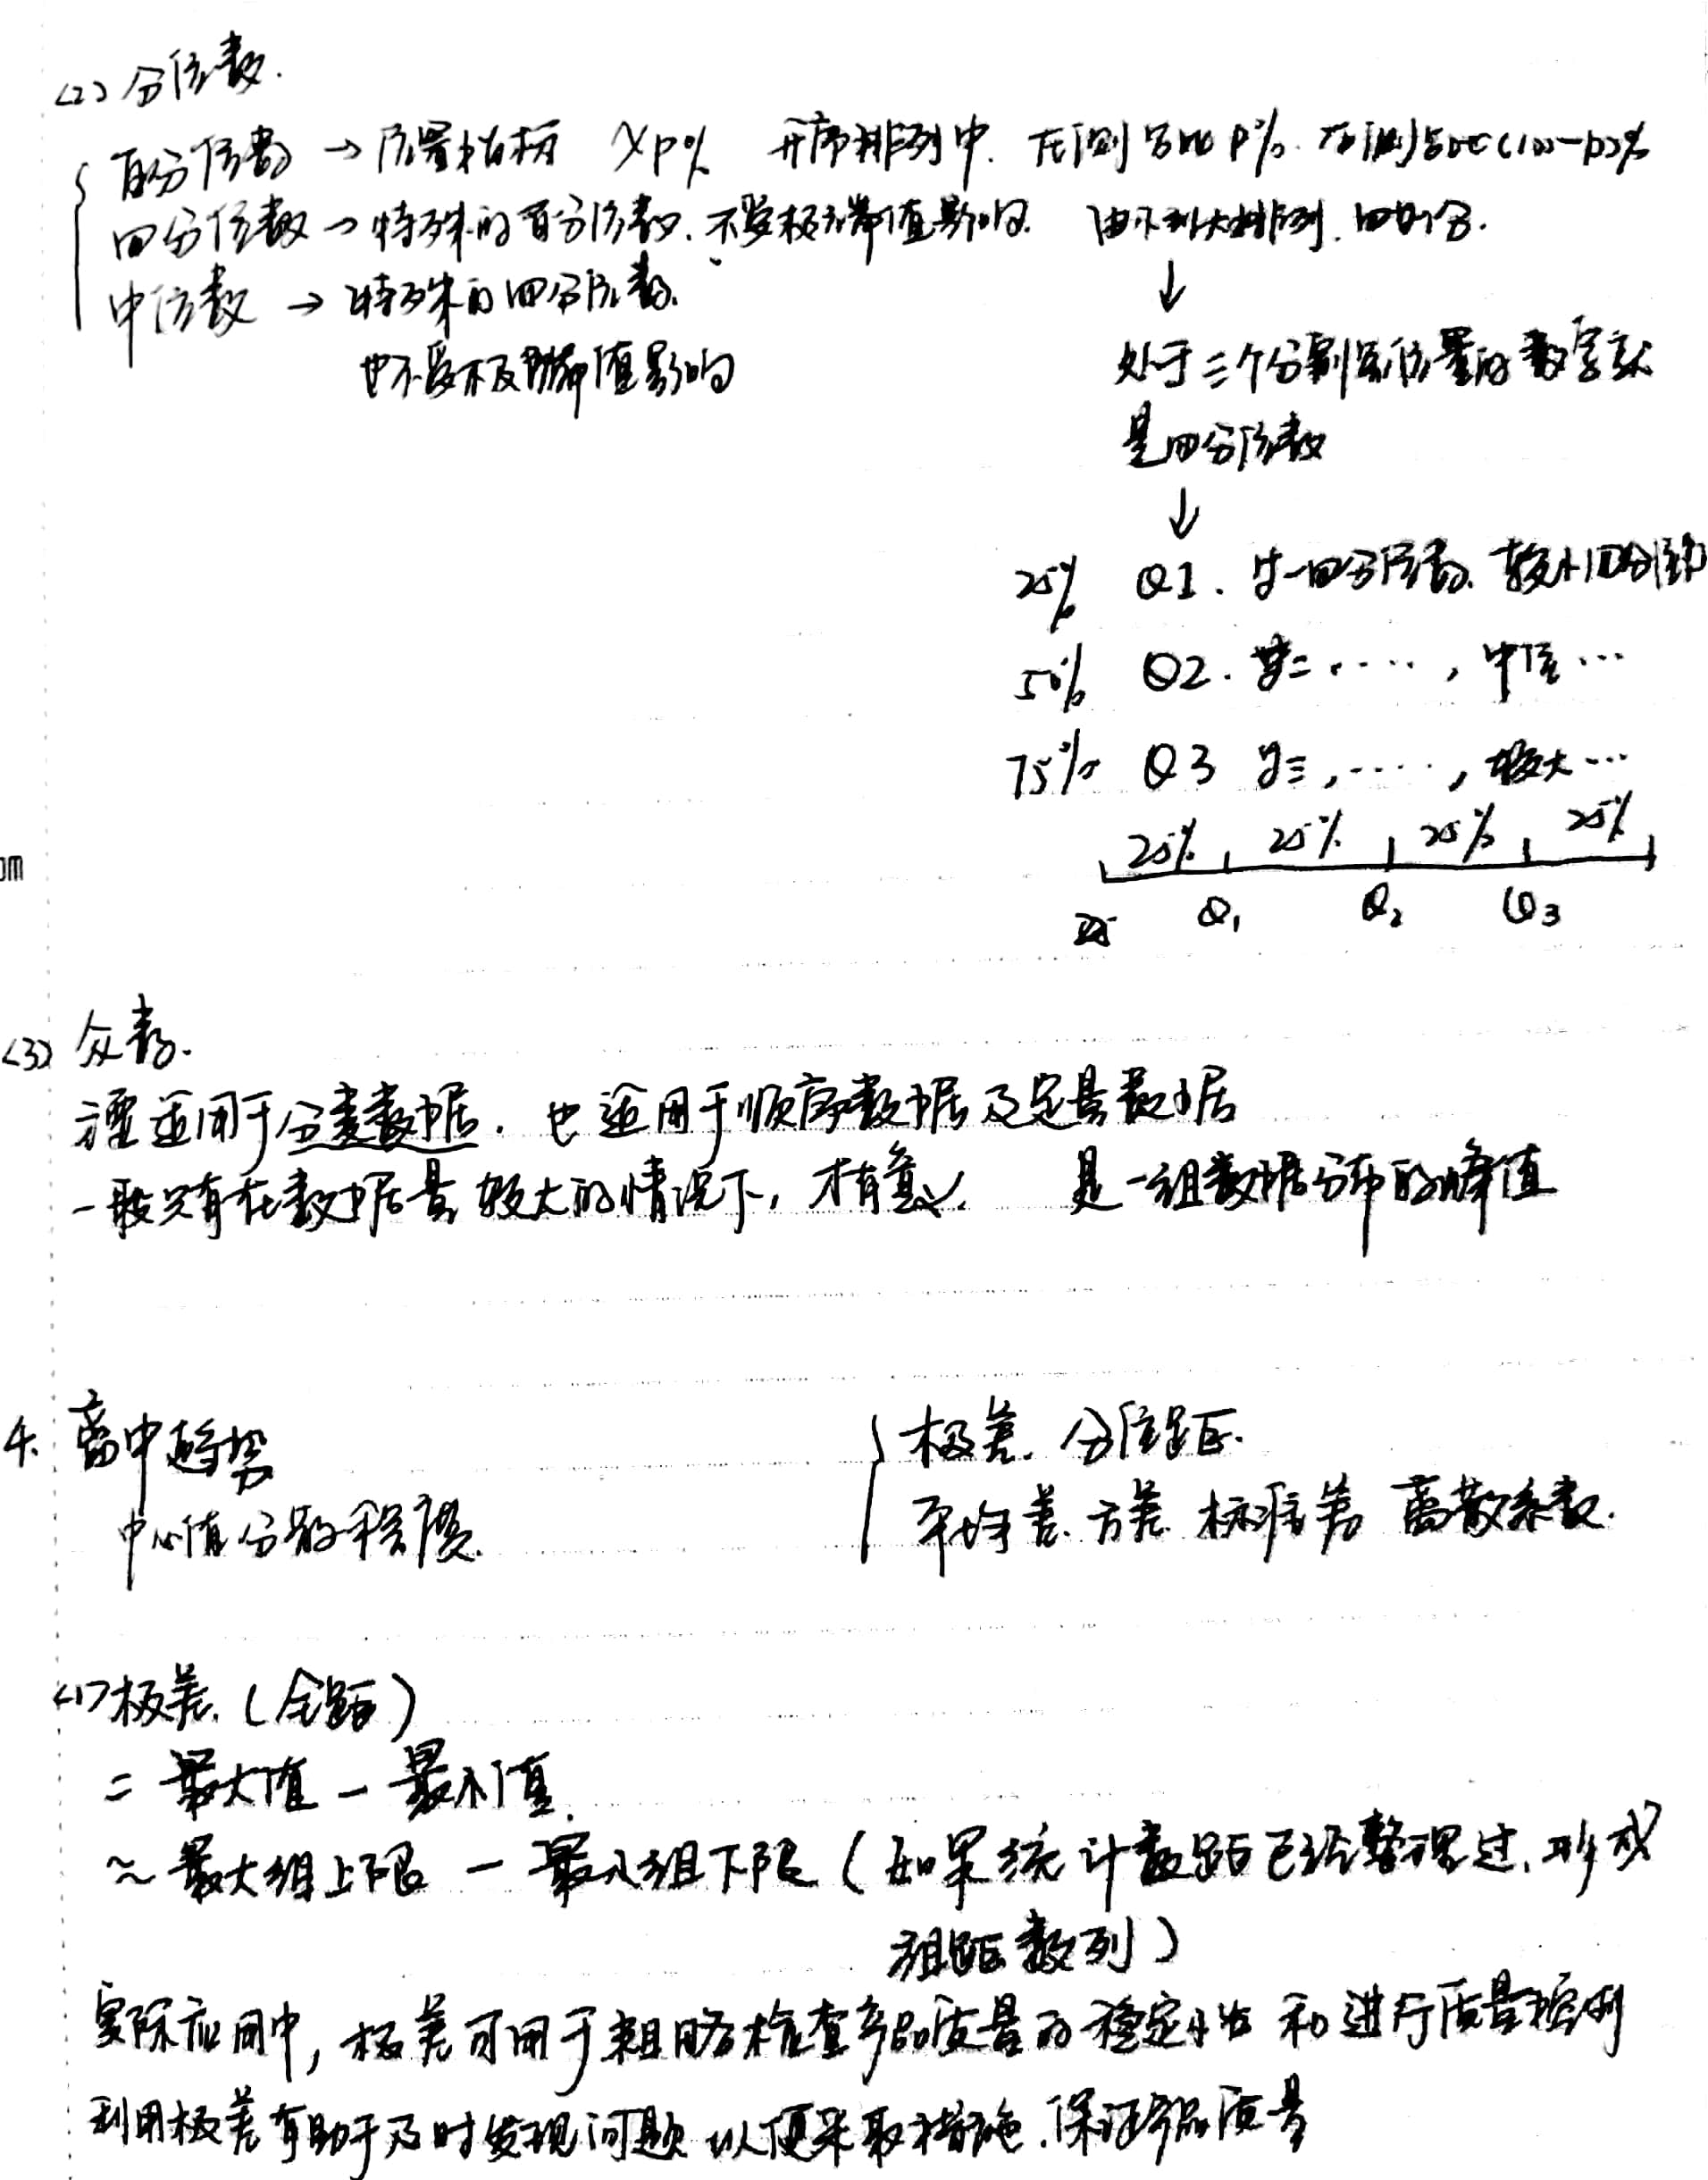 <2> 分位数.
百分位数 → 位置指标 Xp% 升序排列中. 左侧占比 p%. 右侧占比(100-p)%
四分位数 → 特殊的百分位数. 不受极端值影响. 由小到大排列. 四等分.
中位数 → 特殊的四分位数.
也不受极端值影响
↓
处于三个分割点位置的数字就
是四分位数
↓
25% Q1. 第一四分位数. 较小四分位数
50% Q2. 第二 ....., 中位 ...
75% Q3 第三, ....., 较大 ...
25% 25% 25% 25%
Q1 Q2 Q3
<3> 众数.
主要适用于分类数据. 也适用于顺序数据及定量数据
一般只有在数据量较大的情况下, 才有意义. 是一组数据分布的峰值
4. 离中趋势
中心值分散程度.
极差. 分位距.
平均差. 方差 标准差 离散系数.
<1> 极差. (全距)
= 最大值 - 最小值.
~ 最大组上限 - 最小组下限 (如果统计数距已经整理过, 形成
组距数列)
实际应用中, 极差可用于粗略检查产品质量的稳定性 和进行质量控制
利用极差有助于及时发现问题 以便采取措施. 保证产品质量